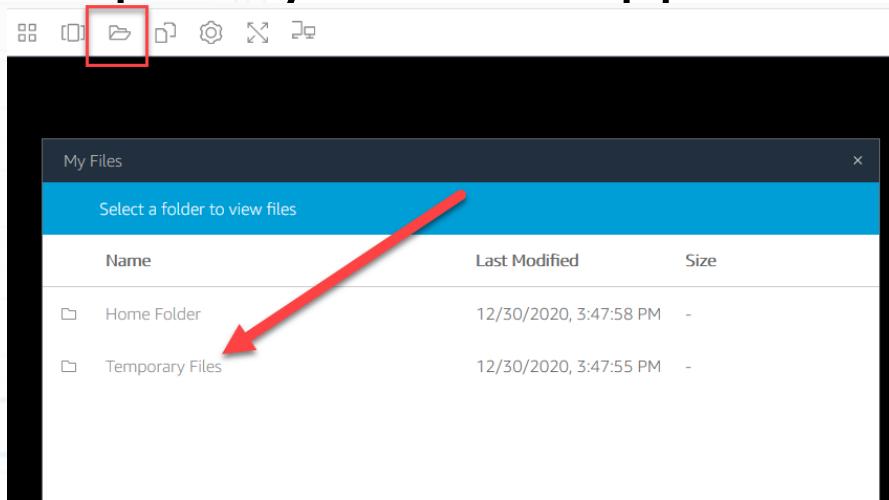 My Files ×
Select a folder to view files
Name Last Modified Size
Home Folder 12/30/2020, 3:47:58 PM -
Temporary Files 12/30/2020, 3:47:55 PM -